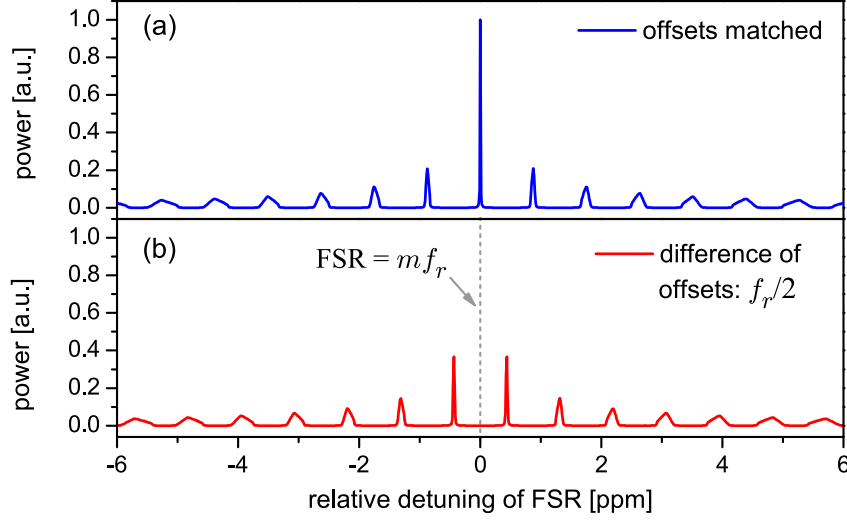 (a)
offsets matched
power [a.u.]
1.0
0.8
0.6
0.4
0.2
0.0
(b)
FSR = mf_r
difference of
offsets: f_r/2
power [a.u.]
1.0
0.8
0.6
0.4
0.2
0.0
-6 -4 -2 0 2 4 6
relative detuning of FSR [ppm]